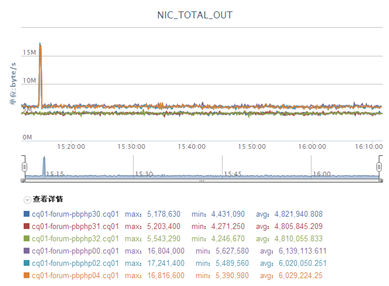 NIC_TOTAL_OUT
单位:byte/s
15M
10M
5M
0M
15:20:00 15:30:00 15:40:00 15:50:00 16:00:00 16:10:00
15:15 15:30 15:45 16:00
查看详情
cq01-forum-pbphp30.cq01 max: 5,178,630 min: 4,431,090 avg: 4,821,940.808
cq01-forum-pbphp31.cq01 max: 5,203,400 min: 4,271,250 avg: 4,805,845.209
cq01-forum-pbphp32.cq01 max: 5,543,290 min: 4,246,670 avg: 4,810,055.833
cq01-forum-pbphp00.cq01 max: 16,804,000 min: 5,627,580 avg: 6,139,113.611
cq01-forum-pbphp02.cq01 max: 17,241,400 min: 5,489,560 avg: 6,020,050.251
cq01-forum-pbphp04.cq01 max: 16,816,600 min: 5,390,980 avg: 6,029,224.25